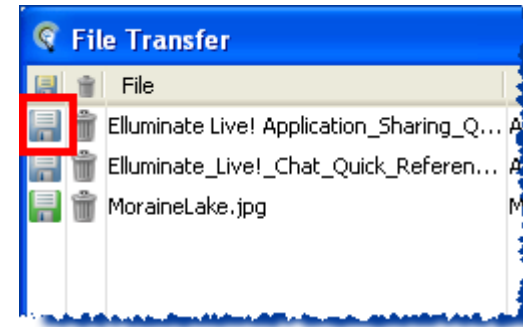 File Transfer
File
Elluminate Live! Application_Sharing_Q... A
Elluminate_Live!_Chat_Quick_Referen... A
MoraineLake.jpg M